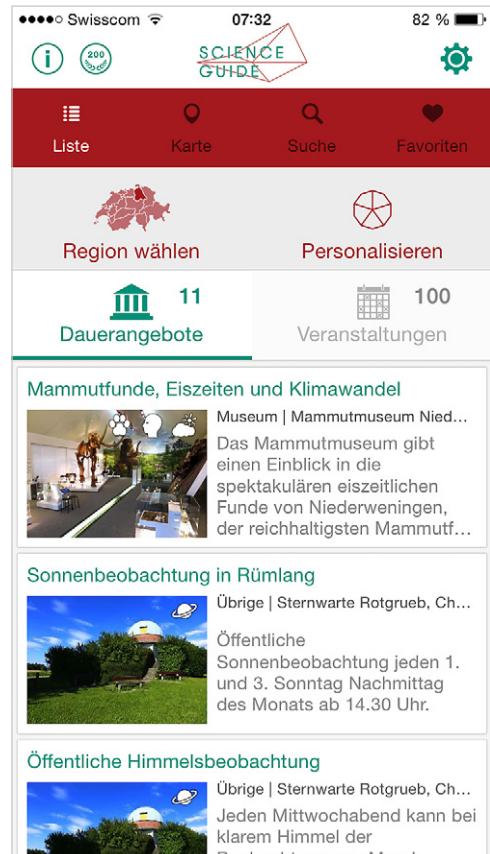 Swisscom 07:32 82 %
i 200 SCIENCE
GUIDE
Liste Karte Suche Favoriten
Region wählen Personalisieren
11 100
Dauerangebote Veranstaltungen
Mammutfunde, Eiszeiten und Klimawandel
Museum | Mammutmuseum Nied...
Das Mammutmuseum gibt
einen Einblick in die
spektakulären eiszeitlichen
Funde von Niederweningen,
der reichhaltigsten Mammutf...
Sonnenbeobachtung in Rümlang
Übrige | Sternwarte Rotgrueb, Ch...
Öffentliche
Sonnenbeobachtung jeden 1.
und 3. Sonntag Nachmittag
des Monats ab 14.30 Uhr.
Öffentliche Himmelsbeobachtung
Übrige | Sternwarte Rotgrueb, Ch...
Jeden Mittwochabend kann bei
klarem Himmel der